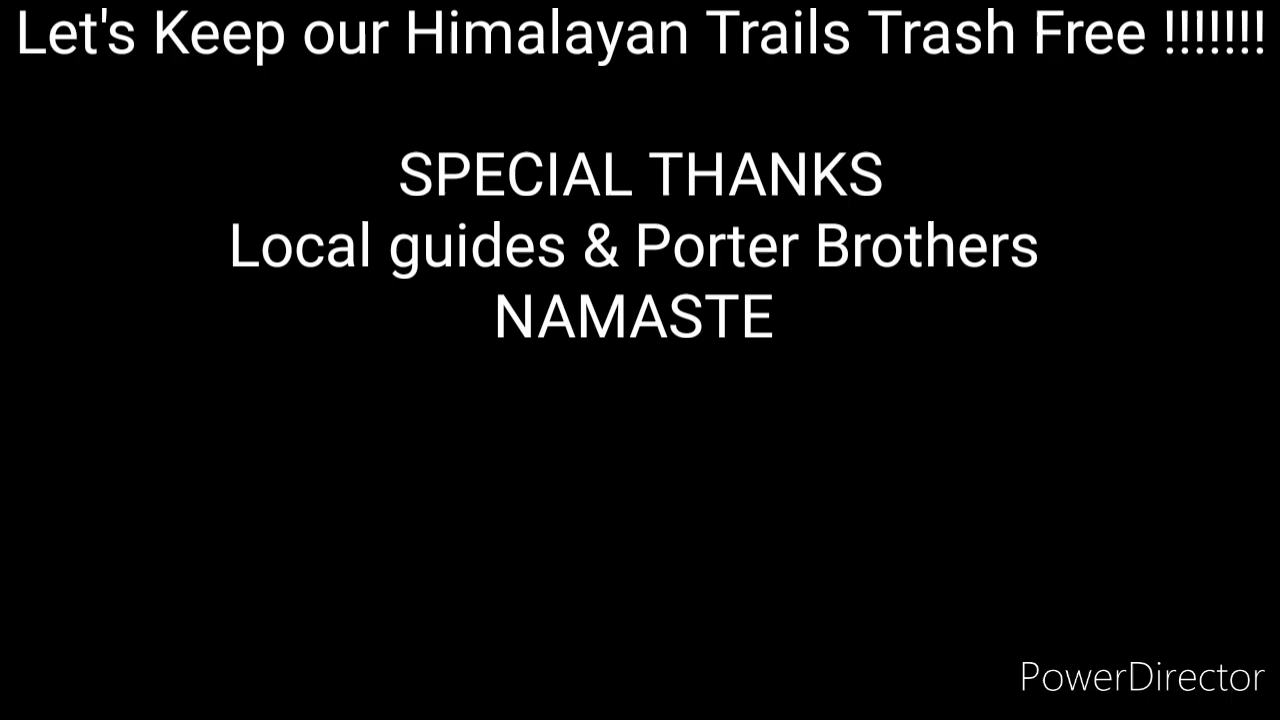 Let's Keep our Himalayan Trails Trash Free !!!!!!!
SPECIAL THANKS
Local guides & Porter Brothers
NAMASTE
PowerDirector